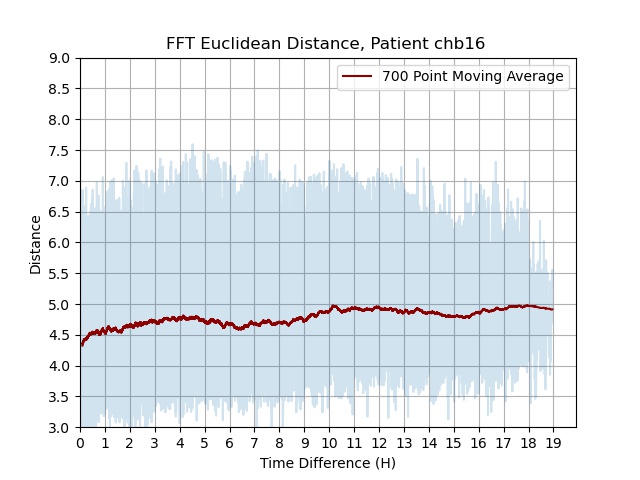 FFT Euclidean Distance, Patient chb16
700 Point Moving Average
9.0
8.5
8.0
7.5
7.0
6.5
6.0
5.5
5.0
4.5
4.0
3.5
3.0
Distance
0 1 2 3 4 5 6 7 8 9 10 11 12 13 14 15 16 17 18 19
Time Difference (H)